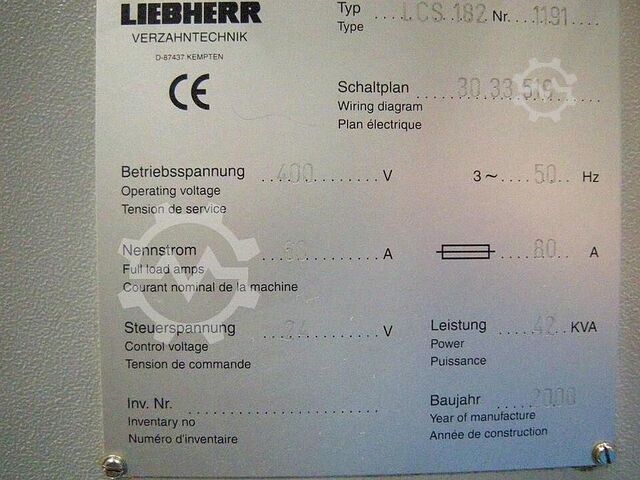 LIEBHERR
VERZAHNTECHNIK
D-87437 KEMPTEN
CE
Typ LCS 182 Nr. 1191
Type
Schaltplan 30.33.519
Wiring diagram
Plan électrique
Betriebsspannung 400 V 3~ 50 Hz
Operating voltage
Tension de service
Nennstrom A 80 A
Full load amps
Courant nominal de la machine
Steuerspannung 24 V Leistung 42 KVA
Control voltage Power
Tension de commande Puissance
Inv. Nr. Baujahr 2000
Inventary no Year of manufacture
Numéro d'inventaire Année de construction